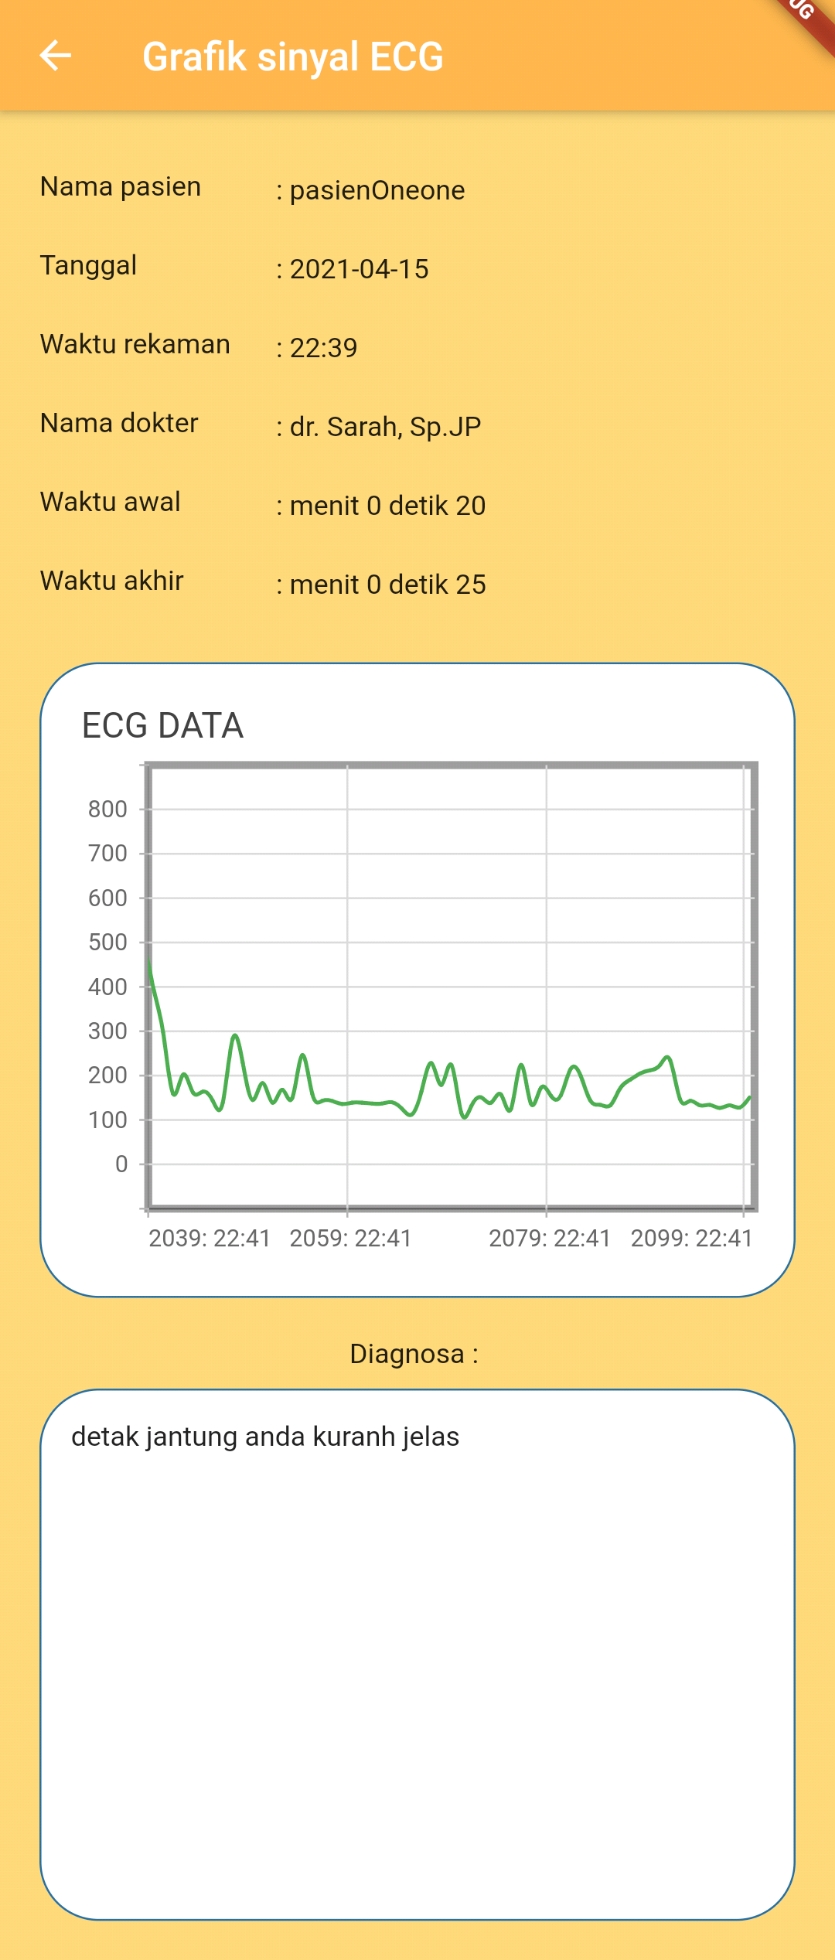 Grafik sinyal ECG
Nama pasien : pasienOneone
Tanggal : 2021-04-15
Waktu rekaman : 22:39
Nama dokter : dr. Sarah, Sp.JP
Waktu awal : menit 0 detik 20
Waktu akhir : menit 0 detik 25
ECG DATA
800
700
600
500
400
300
200
100
0
2039: 22:41 2059: 22:41 2079: 22:41 2099: 22:41
Diagnosa :
detak jantung anda kuranh jelas